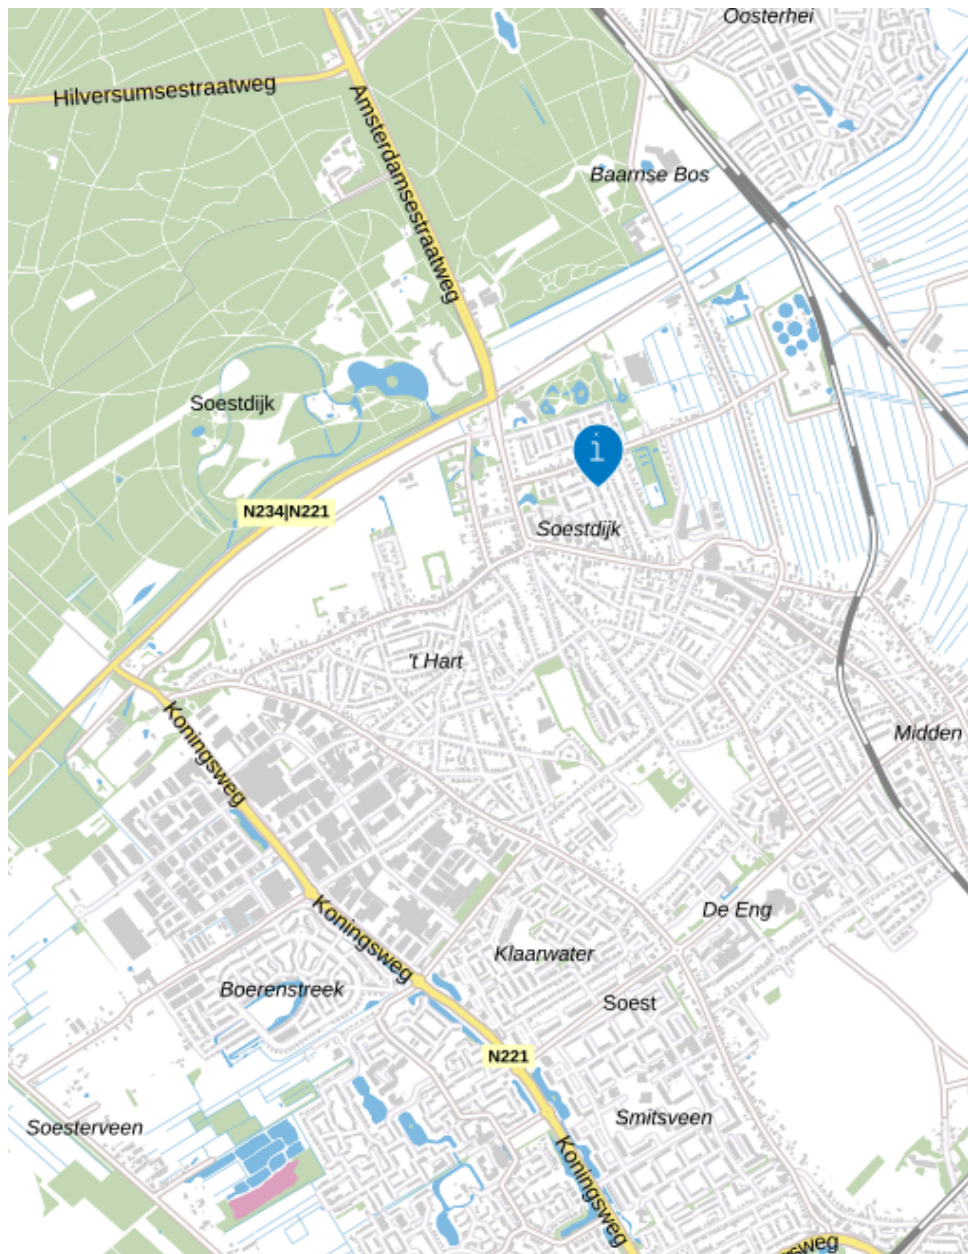 Oosterhei
Hilversumsestraatweg
Amsterdamsestraatweg
Baarnse Bos
Soestdijk
i
N234|N221
Soestdijk
't Hart
Koningsweg
Midden
De Eng
Koningsweg
Klaarwater
Boerenstreek
Soest
N221
Smitsveen
Soesterveen
Koningsweg